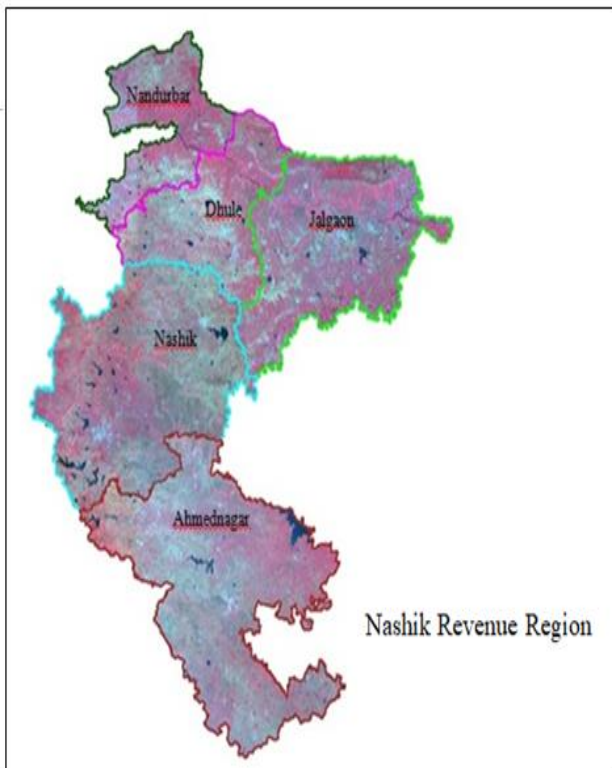 Nandurbar
Dhule
Jalgaon
Nashik
Ahmednagar
Nashik Revenue Region